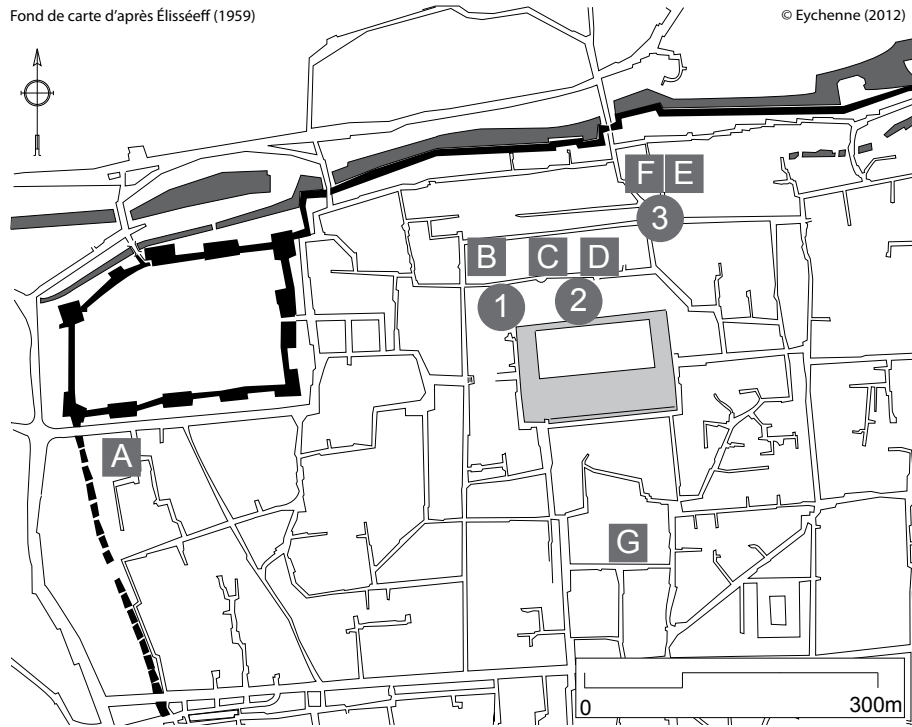 Fond de carte d'après Élisséeff (1959)
© Eychenne (2012)
F E
3
B C D
1 2
A
G
0 300m